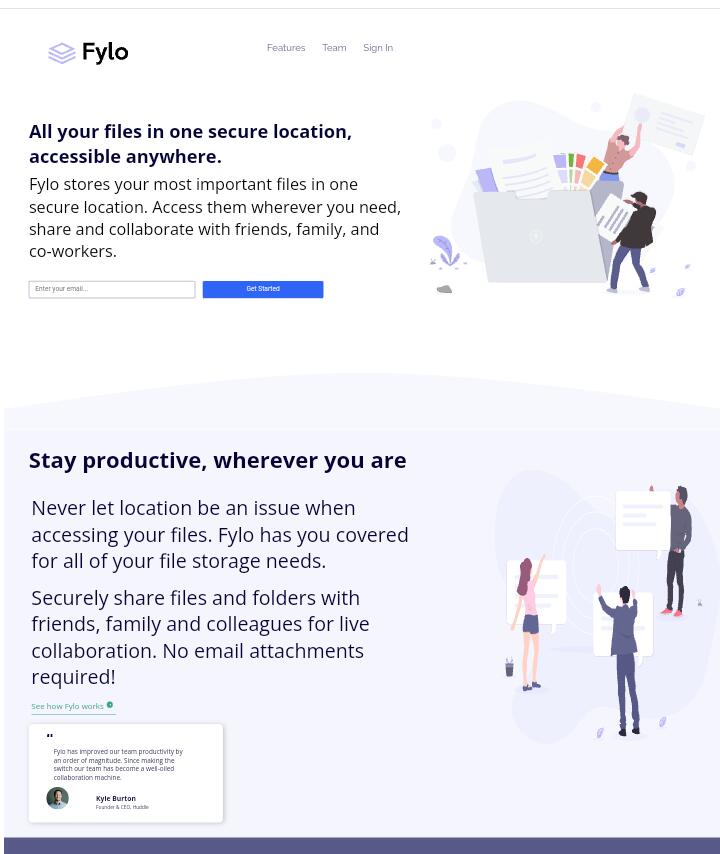 Fylo
Features Team Sign In
All your files in one secure location,
accessible anywhere.
Fylo stores your most important files in one
secure location. Access them wherever you need,
share and collaborate with friends, family, and
co-workers.
Enter your email...
Get Started
Stay productive, wherever you are
Never let location be an issue when
accessing your files. Fylo has you covered
for all of your file storage needs.
Securely share files and folders with
friends, family and colleagues for live
collaboration. No email attachments
required!
See how Fylo works
“
Fylo has improved our team productivity by
an order of magnitude. Since making the
switch our team has become a well-oiled
collaboration machine.
Kyle Burton
Founder & CEO, Huddle